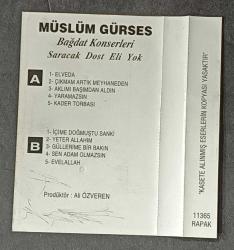 MÜSLÜM GÜRSES
Bağdat Konserleri
Saracak Dost Eli Yok
A
1- ELVEDA
2- ÇIKMAM ARTIK MEYHANEDEN
3- AKLIMI BAŞIMDAN ALDIN
4- YARAMAZSIN
5- KADER TORBASI
B
1- İÇİME DOĞMUŞTU SANKİ
2- YETER ALLAHIM
3- GÜLLERİME BİR BAKIN
4- SEN ADAM OLMAZSIN
5- EVELALLAH
Prodüktör : Ali ÖZVEREN
"KASETE ALINMIŞ ESERLERİN KOPYASI YASAKTIR"
11365
RAPAK